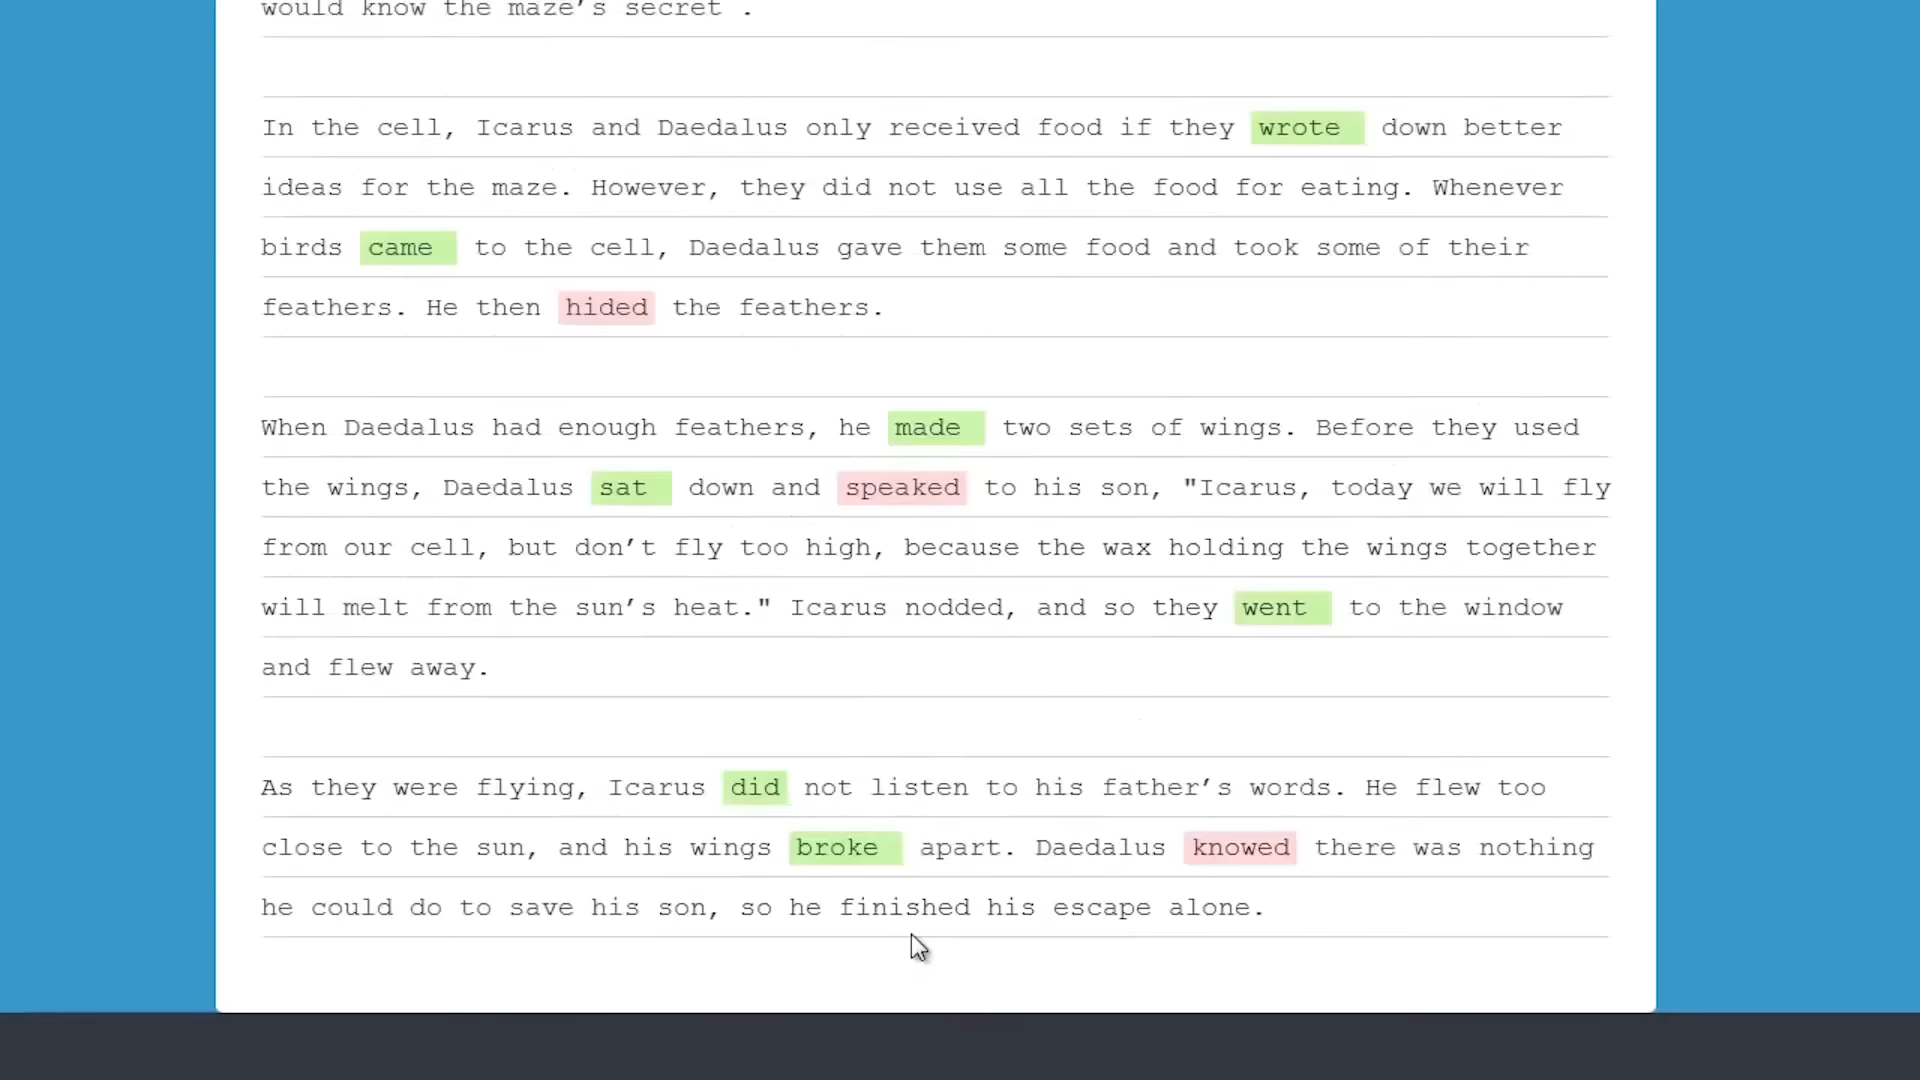 would know the maze’s secret .
In the cell, Icarus and Daedalus only received food if they wrote down better
ideas for the maze. However, they did not use all the food for eating. Whenever
birds came to the cell, Daedalus gave them some food and took some of their
feathers. He then hided the feathers.
When Daedalus had enough feathers, he made two sets of wings. Before they used
the wings, Daedalus sat down and speaked to his son, "Icarus, today we will fly
from our cell, but don’t fly too high, because the wax holding the wings together
will melt from the sun’s heat." Icarus nodded, and so they went to the window
and flew away.
As they were flying, Icarus did not listen to his father’s words. He flew too
close to the sun, and his wings broke apart. Daedalus knowed there was nothing
he could do to save his son, so he finished his escape alone.